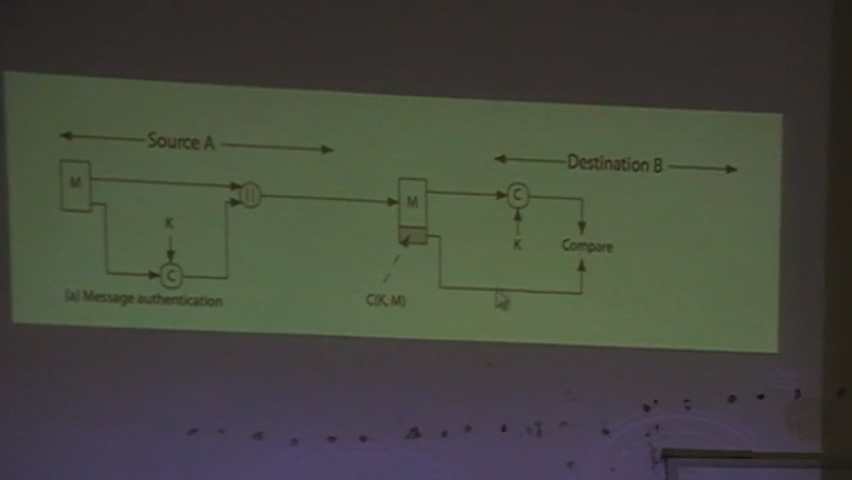 Source A
Destination B
M
||
M
C
K
K
Compare
C
(a) Message authentication
C(K, M)